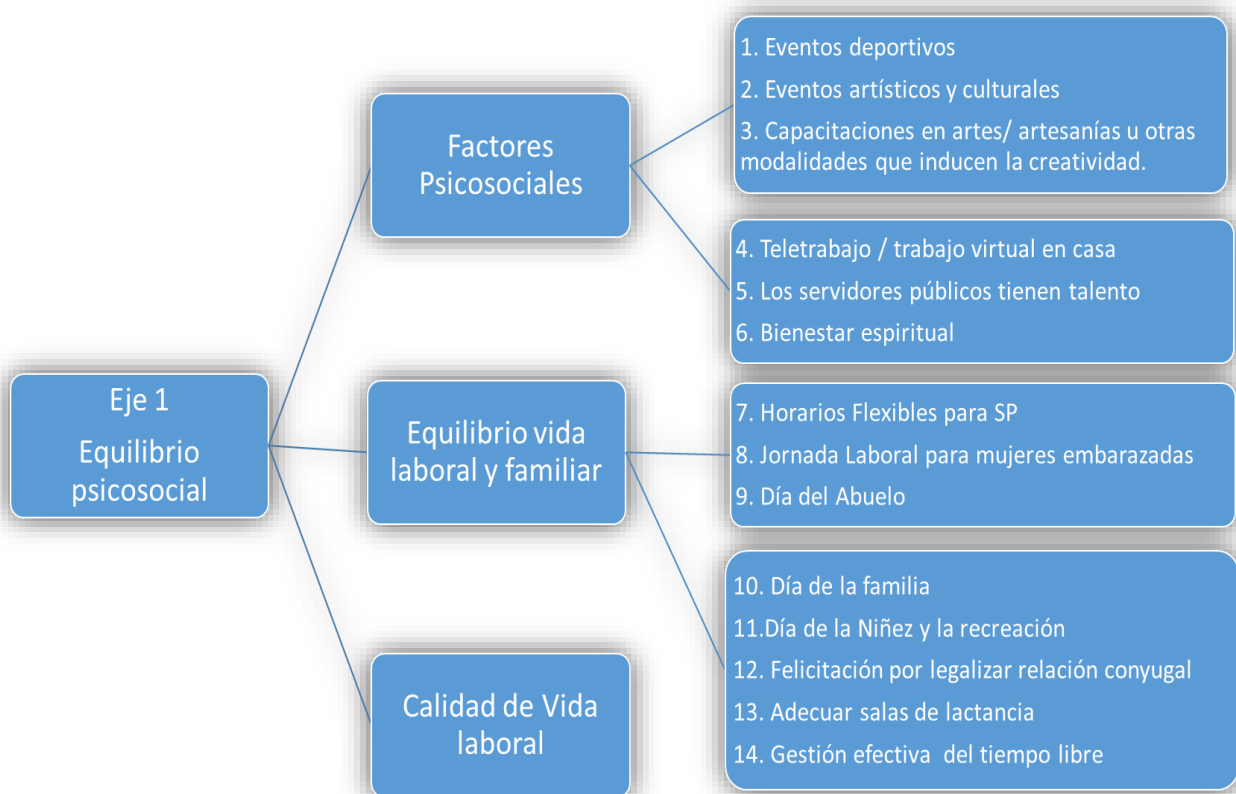 Eje 1
Equilibrio
psicosocial
Factores
Psicosociales
1. Eventos deportivos
2. Eventos artísticos y culturales
3. Capacitaciones en artes/ artesanías u otras
modalidades que inducen la creatividad.
4. Teletrabajo / trabajo virtual en casa
5. Los servidores públicos tienen talento
6. Bienestar espiritual
Equilibrio vida
laboral y familiar
7. Horarios Flexibles para SP
8. Jornada Laboral para mujeres embarazadas
9. Día del Abuelo
10. Día de la familia
11.Día de la Niñez y la recreación
12. Felicitación por legalizar relación conyugal
13. Adecuar salas de lactancia
14. Gestión efectiva del tiempo libre
Calidad de Vida
laboral